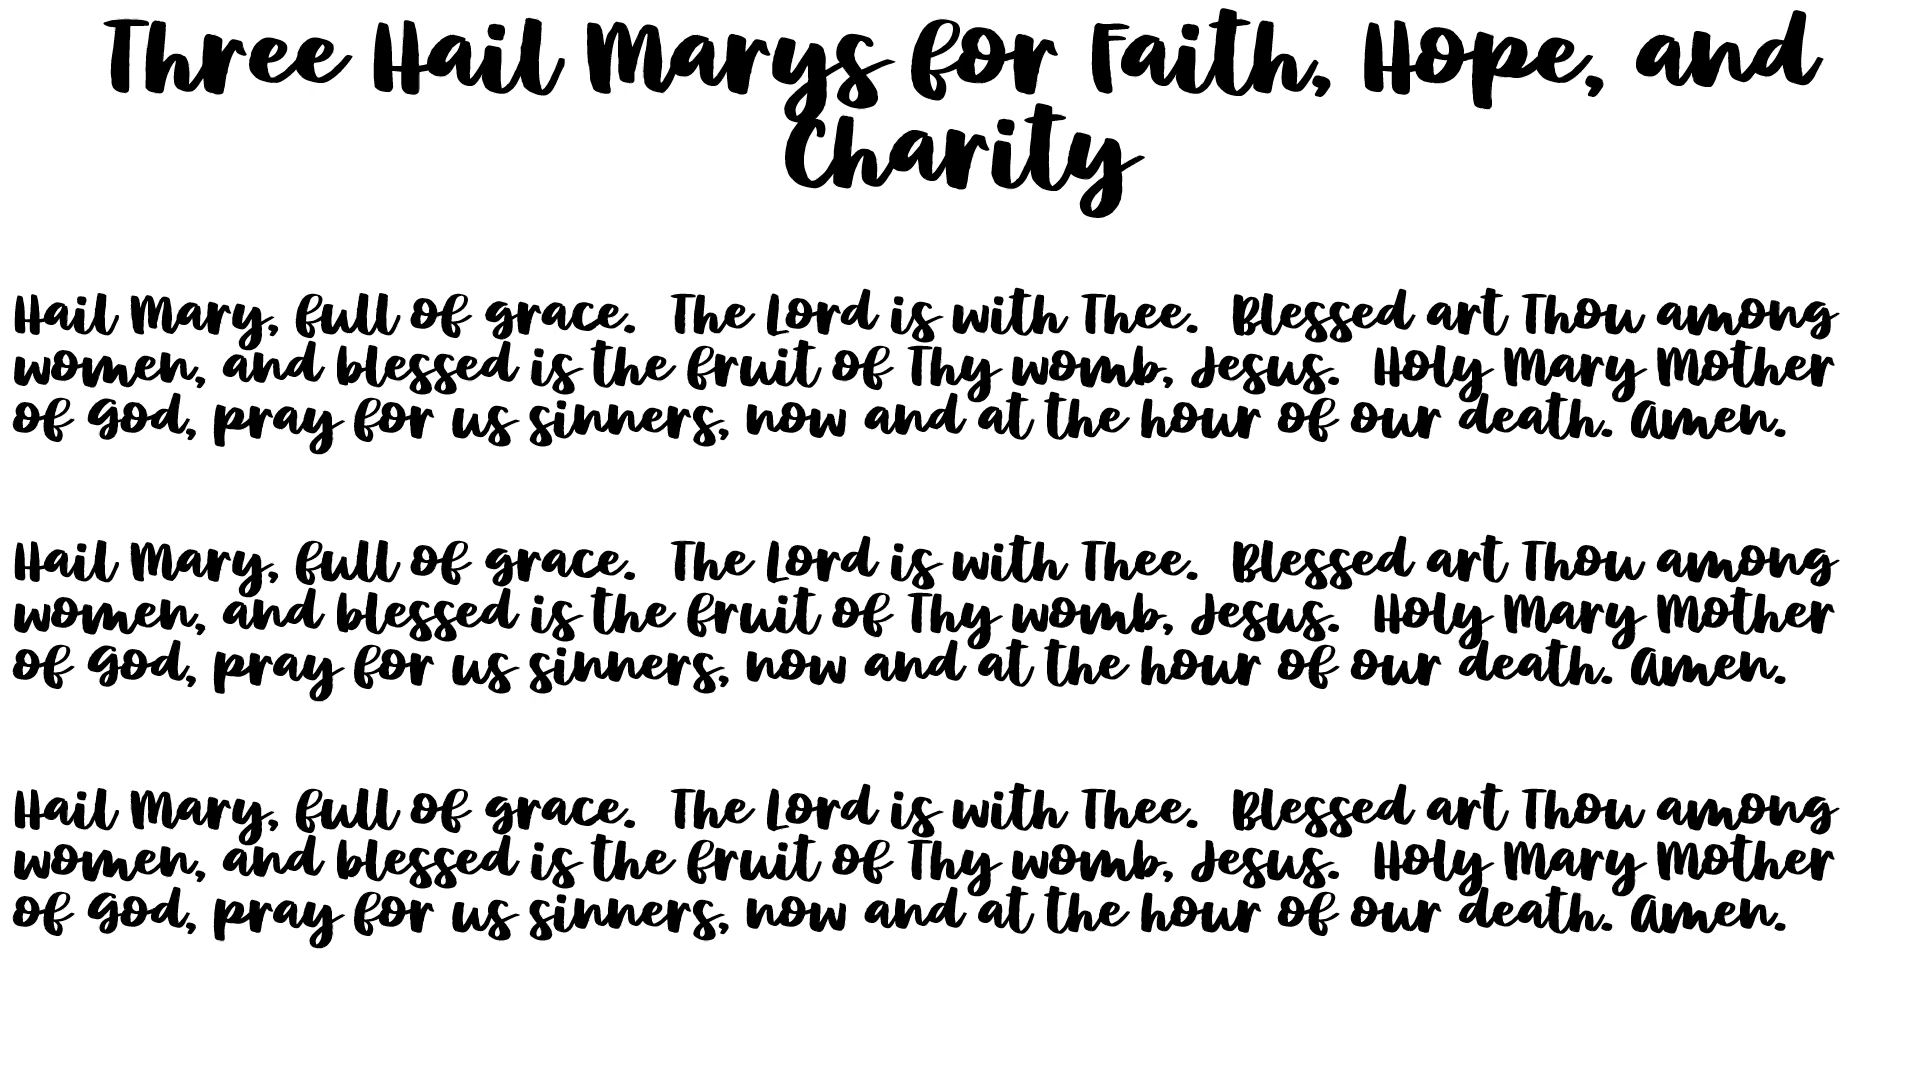 Three Hail Marys for Faith, Hope, and
Charity
Hail Mary, full of grace.  The Lord is with Thee.  Blessed art Thou among
women, and blessed is the fruit of Thy womb, Jesus.  Holy Mary Mother
of God, pray for us sinners, now and at the hour of our death. Amen.
Hail Mary, full of grace.  The Lord is with Thee.  Blessed art Thou among
women, and blessed is the fruit of Thy womb, Jesus.  Holy Mary Mother
of God, pray for us sinners, now and at the hour of our death. Amen.
Hail Mary, full of grace.  The Lord is with Thee.  Blessed art Thou among
women, and blessed is the fruit of Thy womb, Jesus.  Holy Mary Mother
of God, pray for us sinners, now and at the hour of our death. Amen.